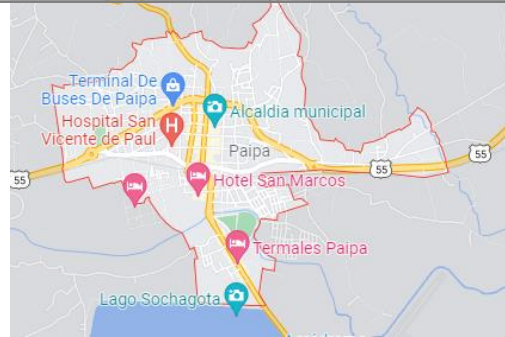 Terminal De
Buses De Paipa
Hospital San
Vicente de Paul
H
Alcaldia municipal
Paipa
55
55
55
Hotel San Marcos
Termales Paipa
Lago Sochagota